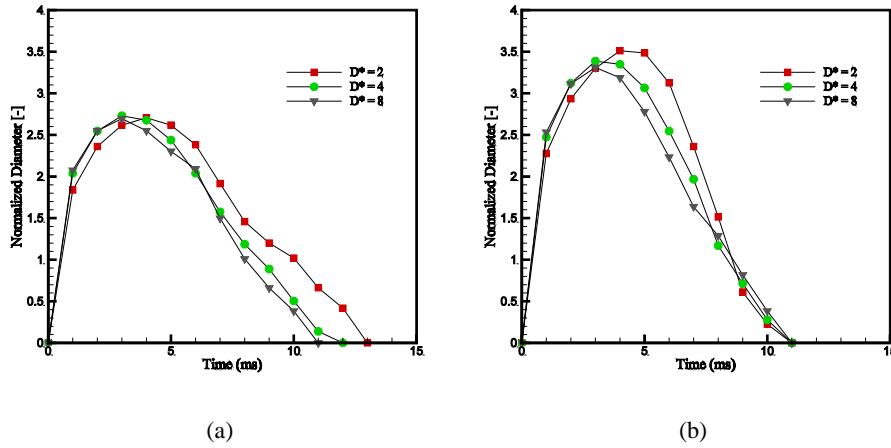 4.
3.5
3.
2.5
2.
1.5
1.
0.5
0.
Normalized Diameter [-]
D* = 2
D* = 4
D* = 8
0. 5. 10. 15.
Time (ms)
(a)
4.
3.5
3.
2.5
2.
1.5
1.
0.5
0.
Normalized Diameter [-]
D* = 2
D* = 4
D* = 8
0. 5. 10. 15.
Time (ms)
(b)